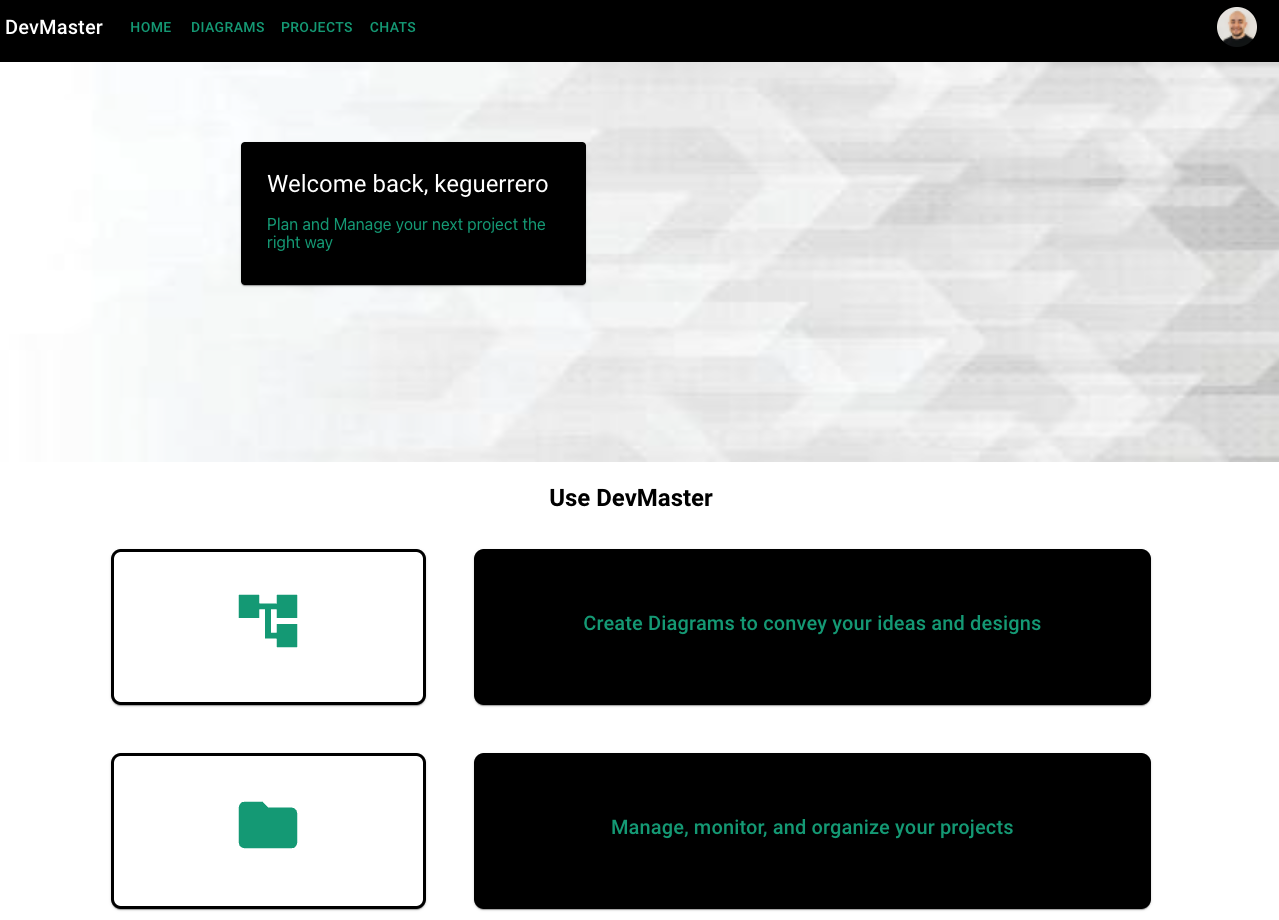 DevMaster HOME DIAGRAMS PROJECTS CHATS
Welcome back, keguerrero
Plan and Manage your next project the
right way
Use DevMaster
Create Diagrams to convey your ideas and designs
Manage, monitor, and organize your projects